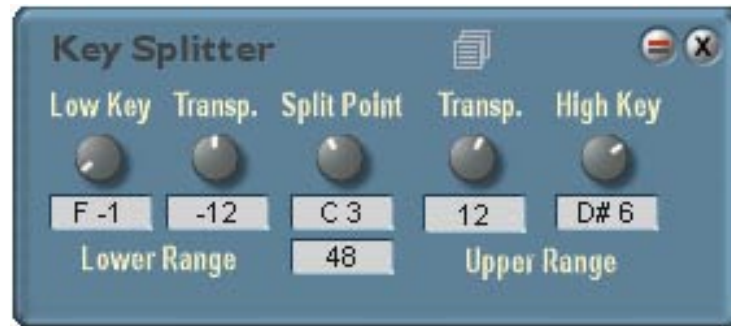 Key Splitter
X
Low Key Transp. Split Point Transp. High Key
F -1 -12 C 3 12 D# 6
Lower Range 48 Upper Range